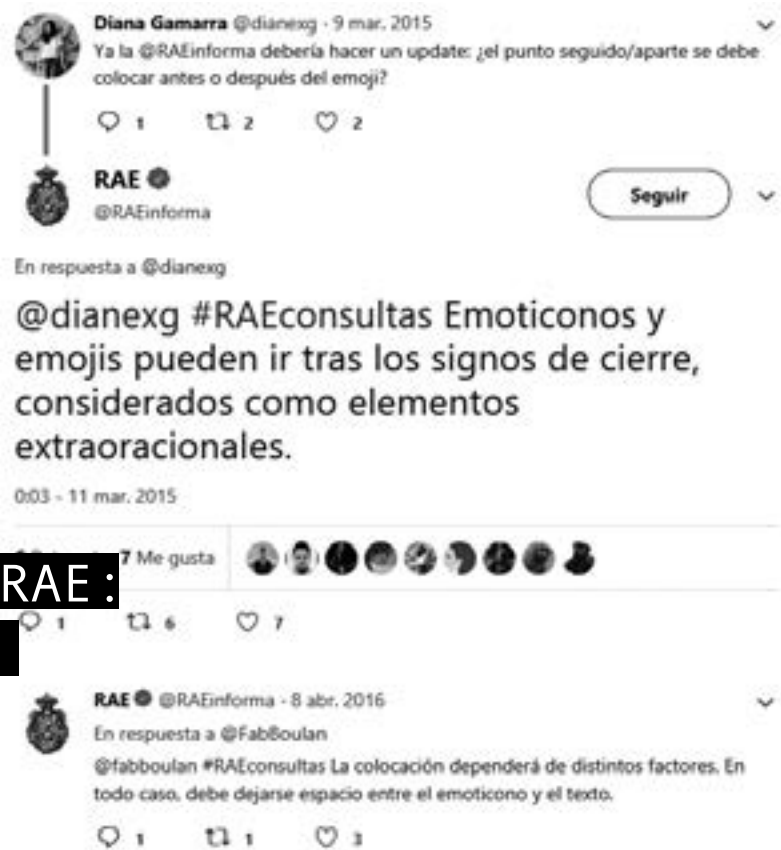 Diana Gamarra @dianexg · 9 mar. 2015
Ya la @RAEinforma debería hacer un update: ¿el punto seguido/aparte se debe
colocar antes o después del emoji?
1 2 2
RAE
@RAEinforma
Seguir
En respuesta a @dianexg
@dianexg #RAEconsultas Emoticonos y
emojis pueden ir tras los signos de cierre,
considerados como elementos
extraoracionales.
0:03 - 11 mar. 2015
7 Me gusta
RAE :
1 6 7
RAE @RAEinforma · 8 abr. 2016
En respuesta a @FabBoulan
@fabboulan #RAEconsultas La colocación dependerá de distintos factores. En
todo caso, debe dejarse espacio entre el emoticono y el texto.
1 1 3